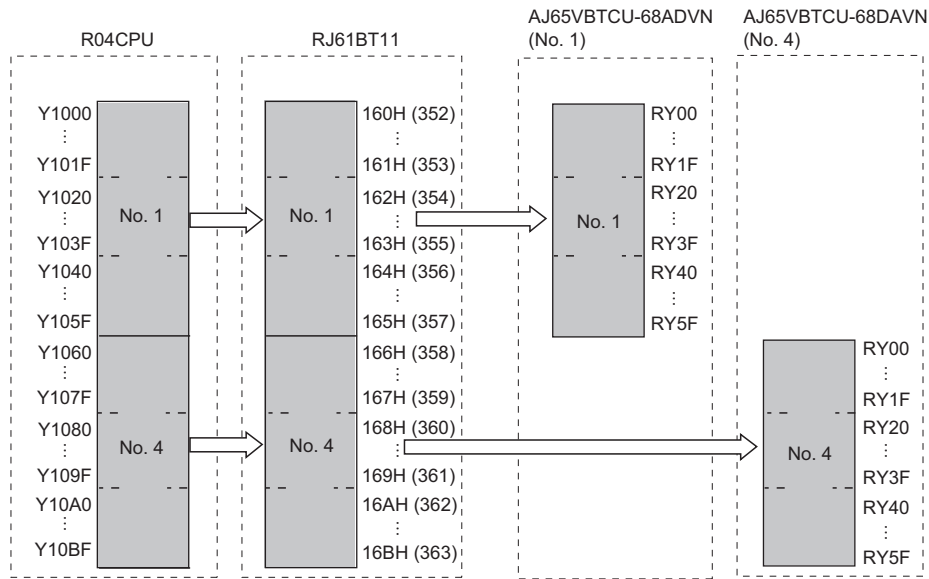 R04CPU
Y1000
⋮
Y101F
Y1020
⋮
Y103F
Y1040
⋮
Y105F
Y1060
⋮
Y107F
Y1080
⋮
Y109F
Y10A0
⋮
Y10BF
No. 1
No. 4
RJ61BT11
No. 1
No. 4
160H (352)
⋮
161H (353)
162H (354)
⋮
163H (355)
164H (356)
⋮
165H (357)
166H (358)
⋮
167H (359)
168H (360)
⋮
169H (361)
16AH (362)
⋮
16BH (363)
AJ65VBTCU-68ADVN
(No. 1)
No. 1
RY00
⋮
RY1F
RY20
⋮
RY3F
RY40
⋮
RY5F
AJ65VBTCU-68DAVN
(No. 4)
No. 4
RY00
⋮
RY1F
RY20
⋮
RY3F
RY40
⋮
RY5F